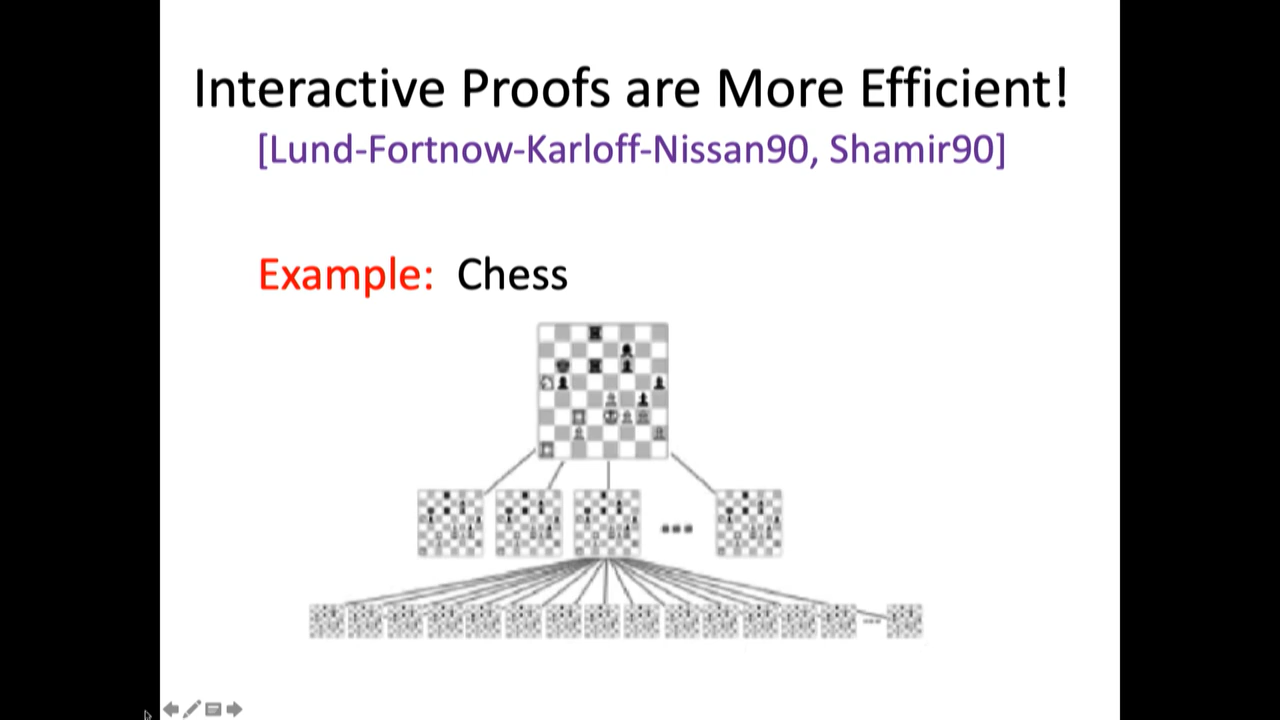 Interactive Proofs are More Efficient!
[Lund-Fortnow-Karloff-Nissan90, Shamir90]
Example: Chess